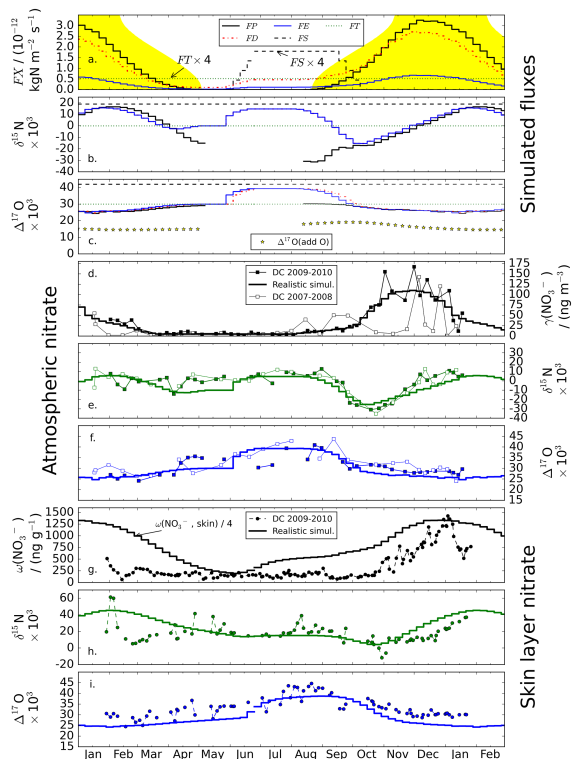 FP
FE
FT
FD
FS
3.5
3.0
2.5
2.0
1.5
1.0
0.5
0.0
FX / (10⁻¹²
kgN m⁻² s⁻¹)
a.
FT × 4
FS × 4
20
10
0
-10
-20
-30
-40
δ¹⁵N
× 10³
b.
40
30
20
10
0
Δ¹⁷O
× 10³
c.
Δ¹⁷O(add O)
Simulated fluxes
d.
DC 2009-2010
Realistic simul.
DC 2007-2008
175
150
125
100
75
50
25
0
γ(NO₃⁻)
/ (ng m⁻³)
e.
30
20
10
0
-10
-20
-30
-40
δ¹⁵N
× 10³
f.
45
40
35
30
25
20
15
Δ¹⁷O
× 10³
Atmospheric nitrate
1500
1250
1000
750
500
250
0
ω(NO₃⁻)
/ (ng g⁻¹)
g.
ω(NO₃⁻, skin) / 4
DC 2009-2010
Realistic simul.
60
40
20
0
-20
δ¹⁵N
× 10³
h.
45
40
35
30
25
20
15
Δ¹⁷O
× 10³
i.
Skin layer nitrate
Jan Feb Mar Apr May Jun Jul Aug Sep Oct Nov Dec Jan Feb